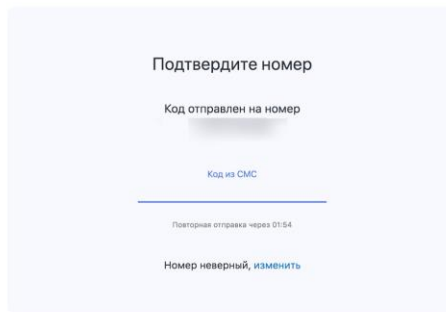 Подтвердите номер
Код отправлен на номер
Код из СМС
Повторная отправка через 01:54
Номер неверный, изменить